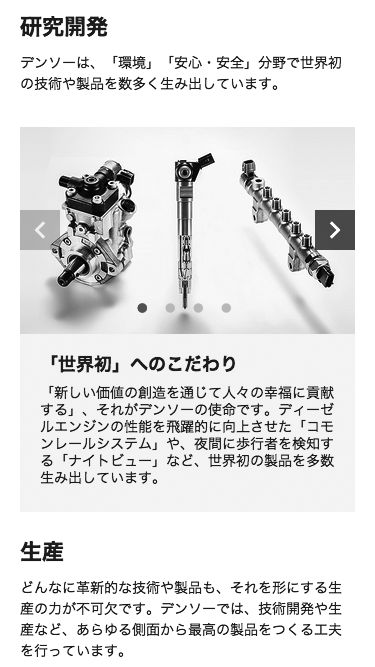 研究開発
デンソーは、「環境」「安心・安全」分野で世界初
の技術や製品を数多く生み出しています。
「世界初」へのこだわり
「新しい価値の創造を通じて人々の幸福に貢献
する」、それがデンソーの使命です。ディーゼ
ルエンジンの性能を飛躍的に向上させた「コモ
ンレールシステム」や、夜間に歩行者を検知す
る「ナイトビュー」など、世界初の製品を多数
生み出しています。
生産
どんなに革新的な技術や製品も、それを形にする生
産の力が不可欠です。デンソーでは、技術開発や生
産など、あらゆる側面から最高の製品をつくる工夫
を行っています。